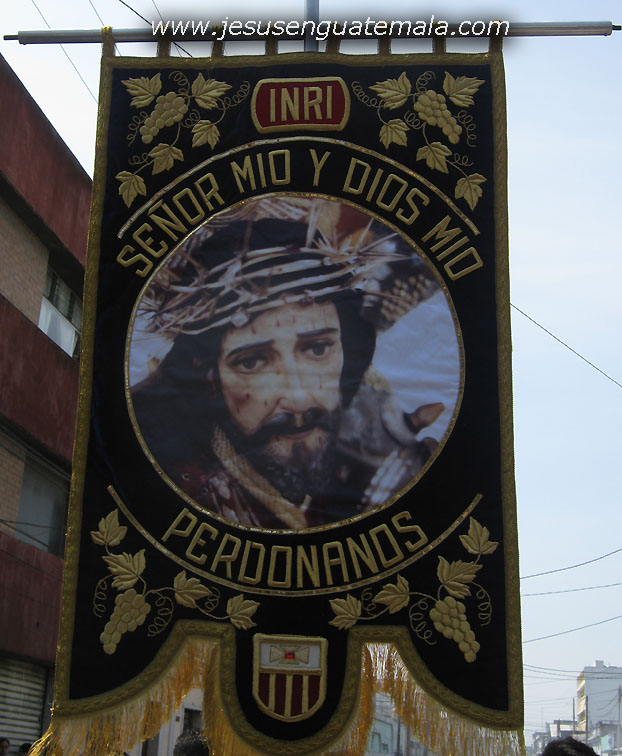 www.jesusenguatemala.com
INRI
SEÑOR MIO Y DIOS MIO
PERDONANOS